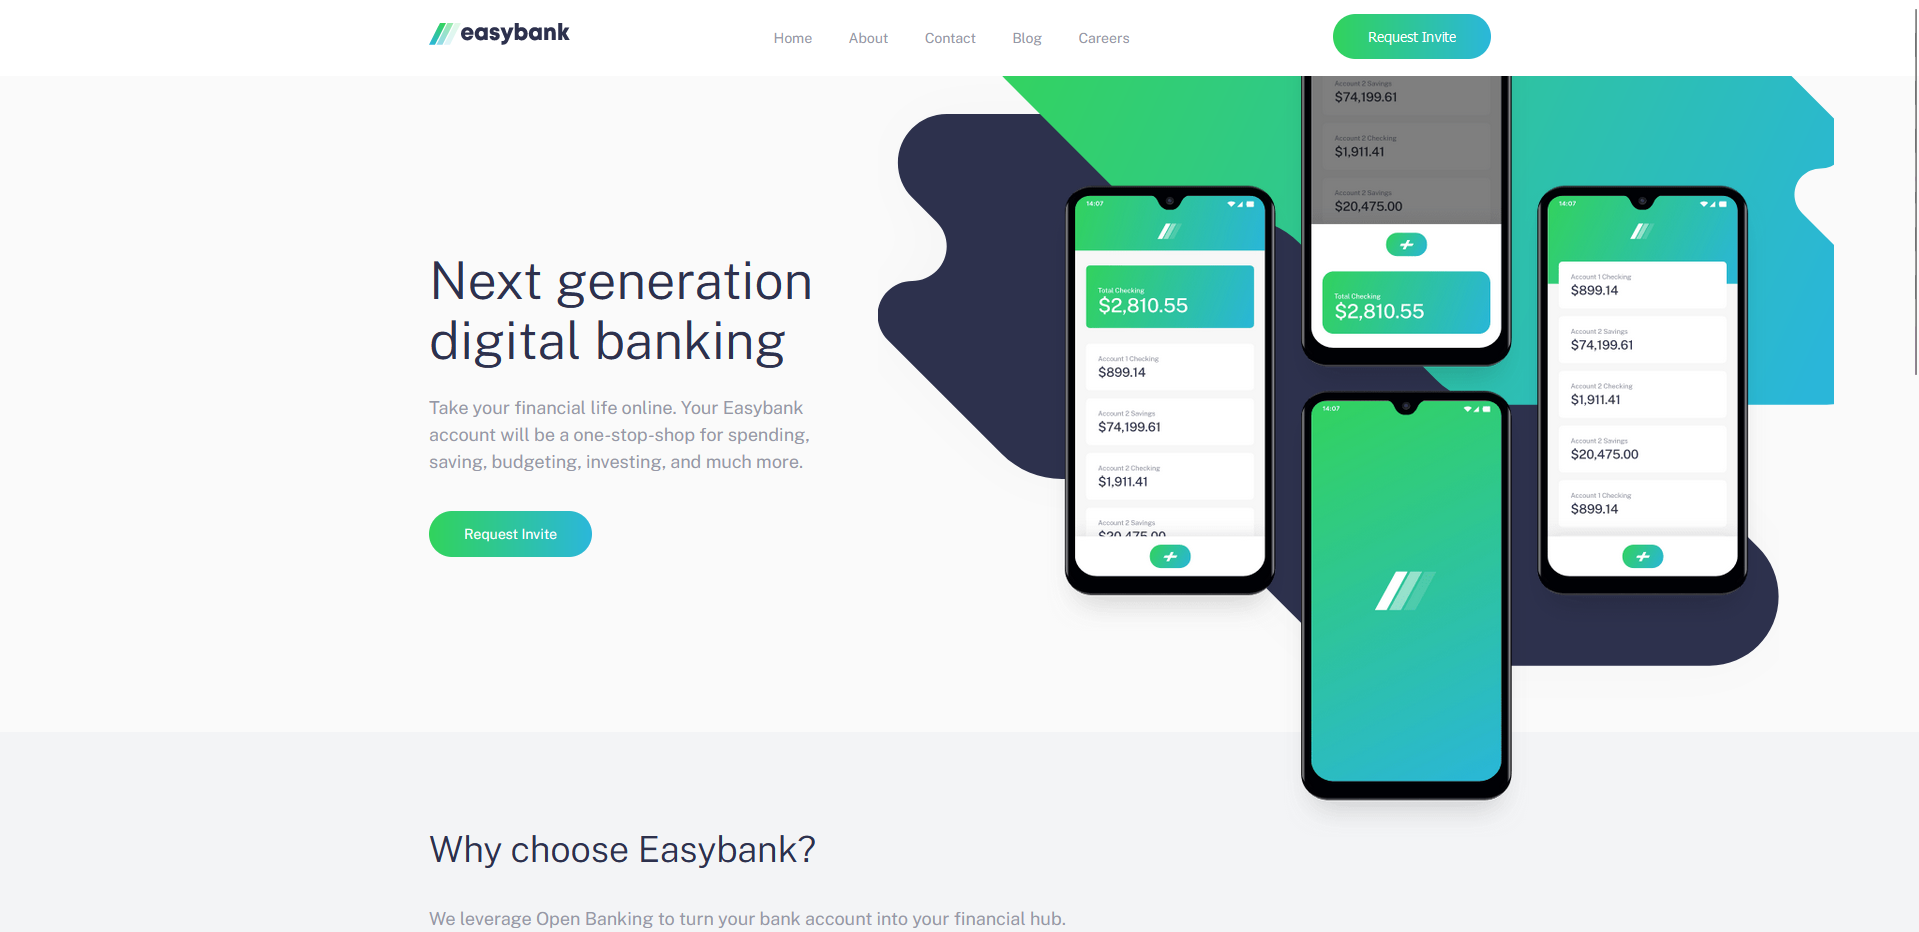 easybank
Home
About
Contact
Blog
Careers
Request Invite
Next generation
digital banking
Take your financial life online. Your Easybank
account will be a one-stop-shop for spending,
saving, budgeting, investing, and much more.
Request Invite
14:07
Total Checking
$2,810.55
Account 1 Checking
$899.14
Account 2 Savings
$74,199.61
Account 2 Checking
$1,911.41
Account 2 Savings
$20,475.00
Account 2 Savings
$74,199.61
Account 2 Checking
$1,911.41
Account 2 Savings
$20,475.00
Total Checking
$2,810.55
14:07
14:07
Account 1 Checking
$899.14
Account 2 Savings
$74,199.61
Account 2 Checking
$1,911.41
Account 2 Savings
$20,475.00
Account 1 Checking
$899.14
Why choose Easybank?
We leverage Open Banking to turn your bank account into your financial hub.